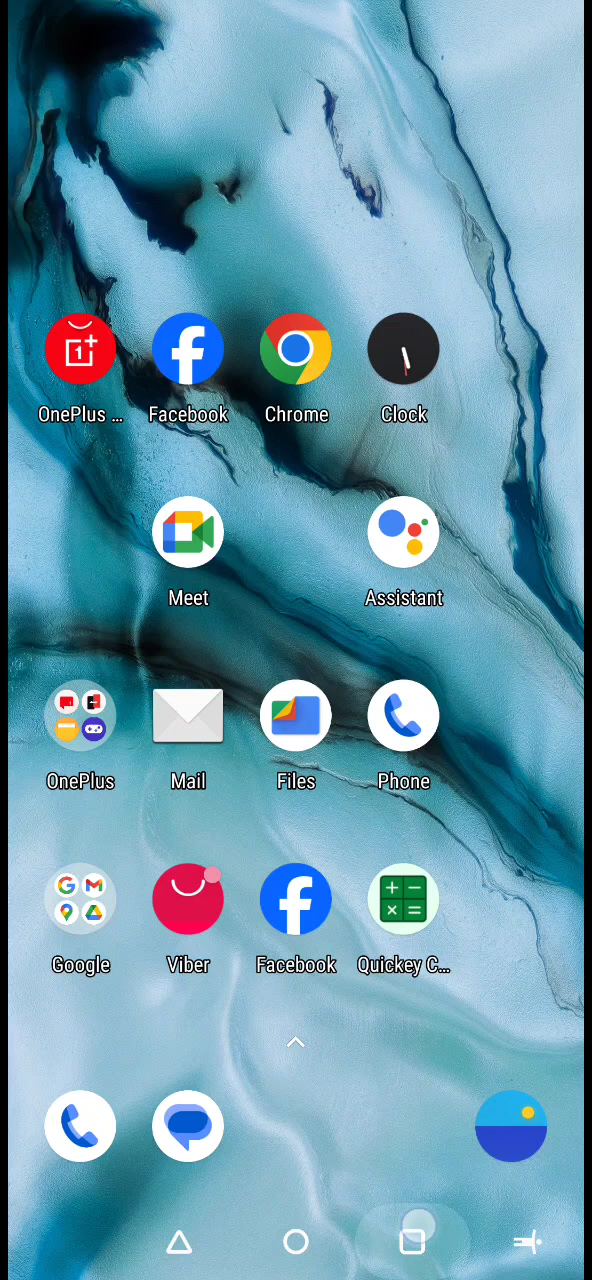 OnePlus ...
Facebook
Chrome
Clock
Meet
Assistant
OnePlus
Mail
Files
Phone
Google
Viber
Facebook
Quickey C...